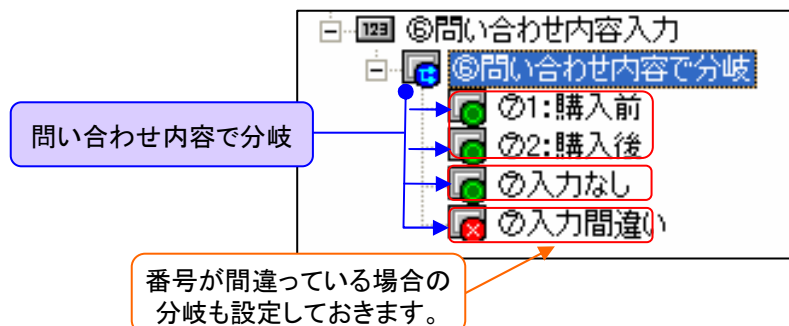 123 ⑥問い合わせ内容入力
⑥問い合わせ内容で分岐
⑦1:購入前
問い合わせ内容で分岐
⑦2:購入後
⑦入力なし
⑦入力間違い
番号が間違っている場合の
分岐も設定しておきます。